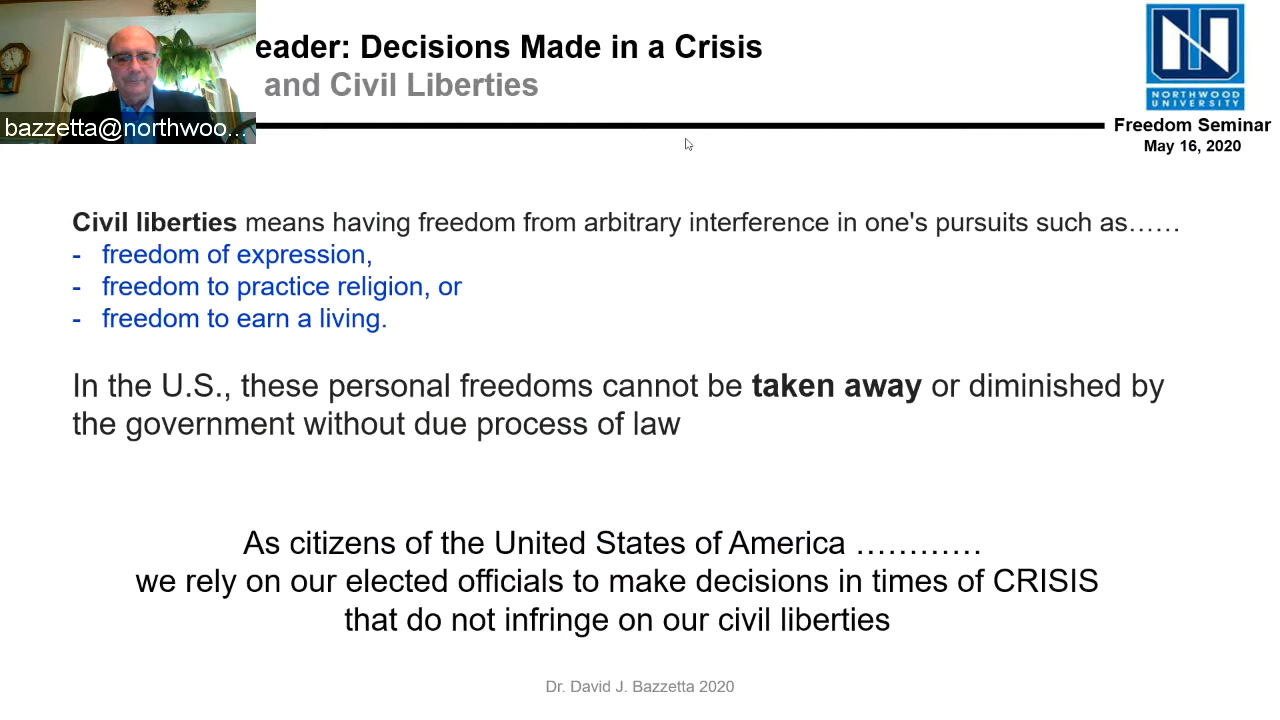 eader: Decisions Made in a Crisis
and Civil Liberties
bazzetta@northwoo...
NORTHWOOD
UNIVERSITY
Freedom Seminar
May 16, 2020
Civil liberties means having freedom from arbitrary interference in one's pursuits such as……
- freedom of expression,
- freedom to practice religion, or
- freedom to earn a living.
In the U.S., these personal freedoms cannot be taken away or diminished by
the government without due process of law
As citizens of the United States of America …………
we rely on our elected officials to make decisions in times of CRISIS
that do not infringe on our civil liberties
Dr. David J. Bazzetta 2020